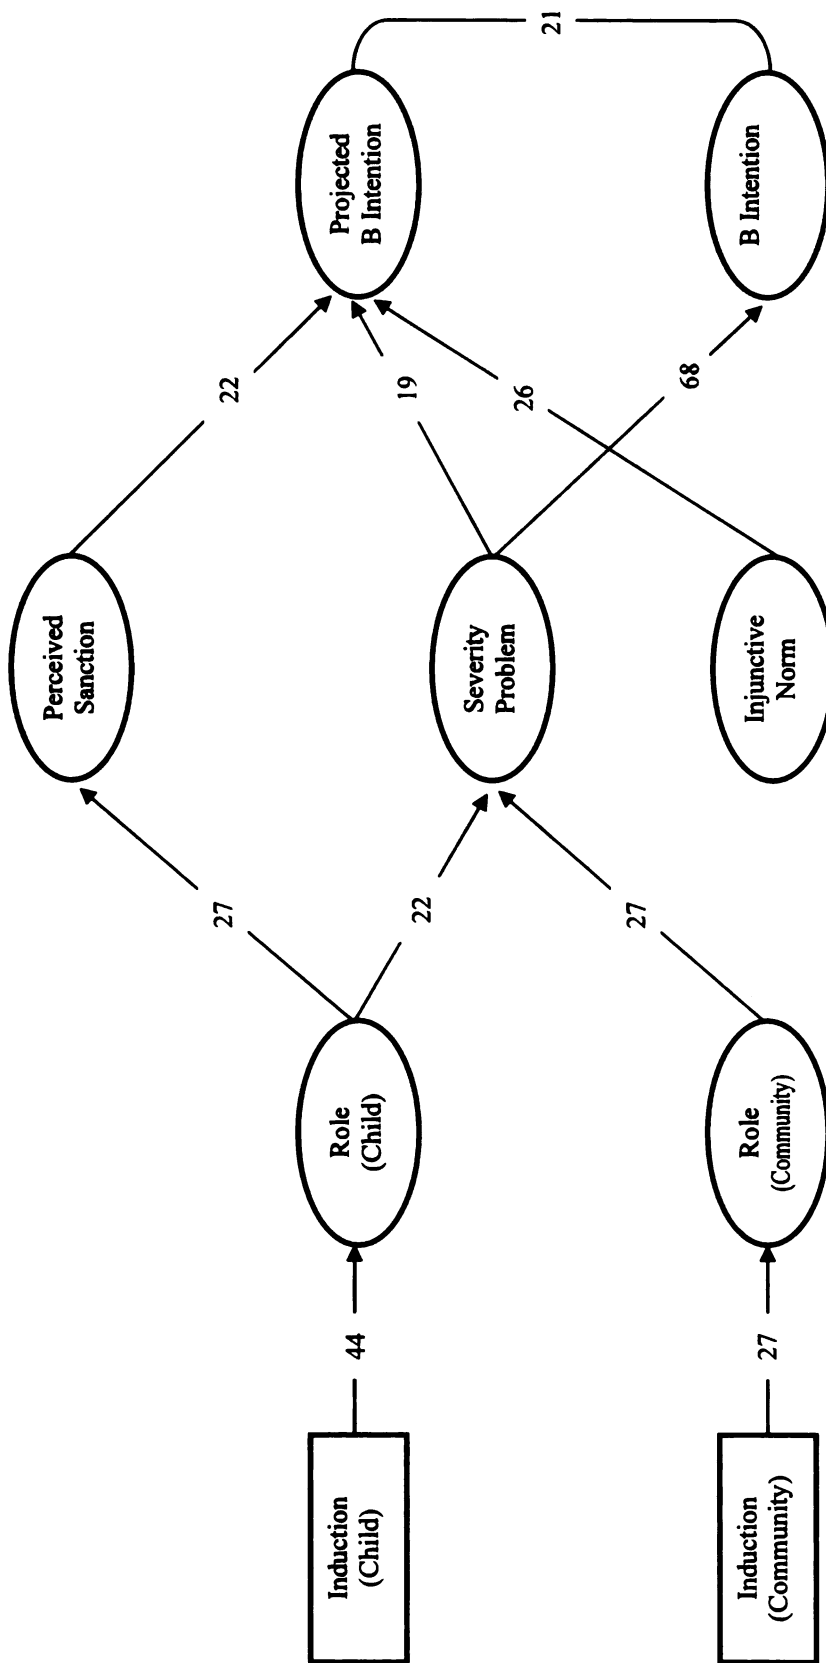 Induction
(Child)
44
Role
(Child)
27
22
Perceived
Sanction
22
Severity
Problem
19
68
Projected
B Intention
21
Induction
(Community)
27
Role
(Community)
27
Injunctive
Norm
26
B Intention